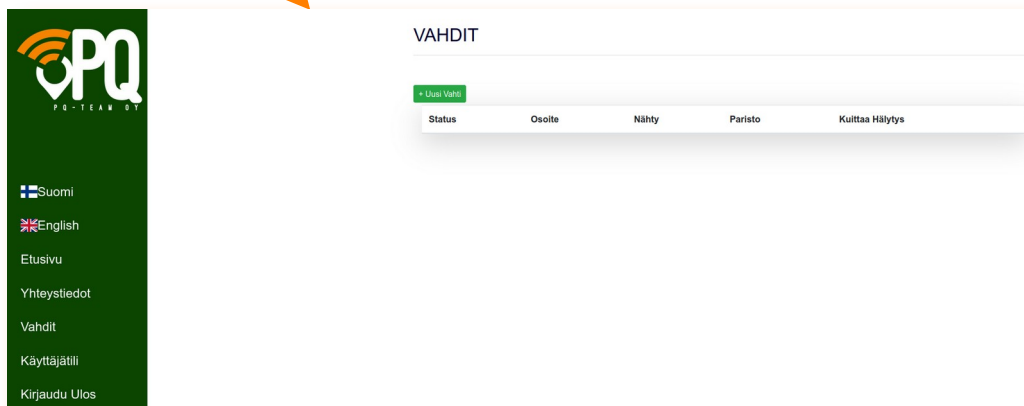 PQ
PQ-TEAM OY
Suomi
English
Etusivu
Yhteystiedot
Vahdit
Käyttäjätili
Kirjaudu Ulos
VAHDIT
+ Uusi Vahti
Status Osoite Nähty Paristo Kuittaa Hälytys